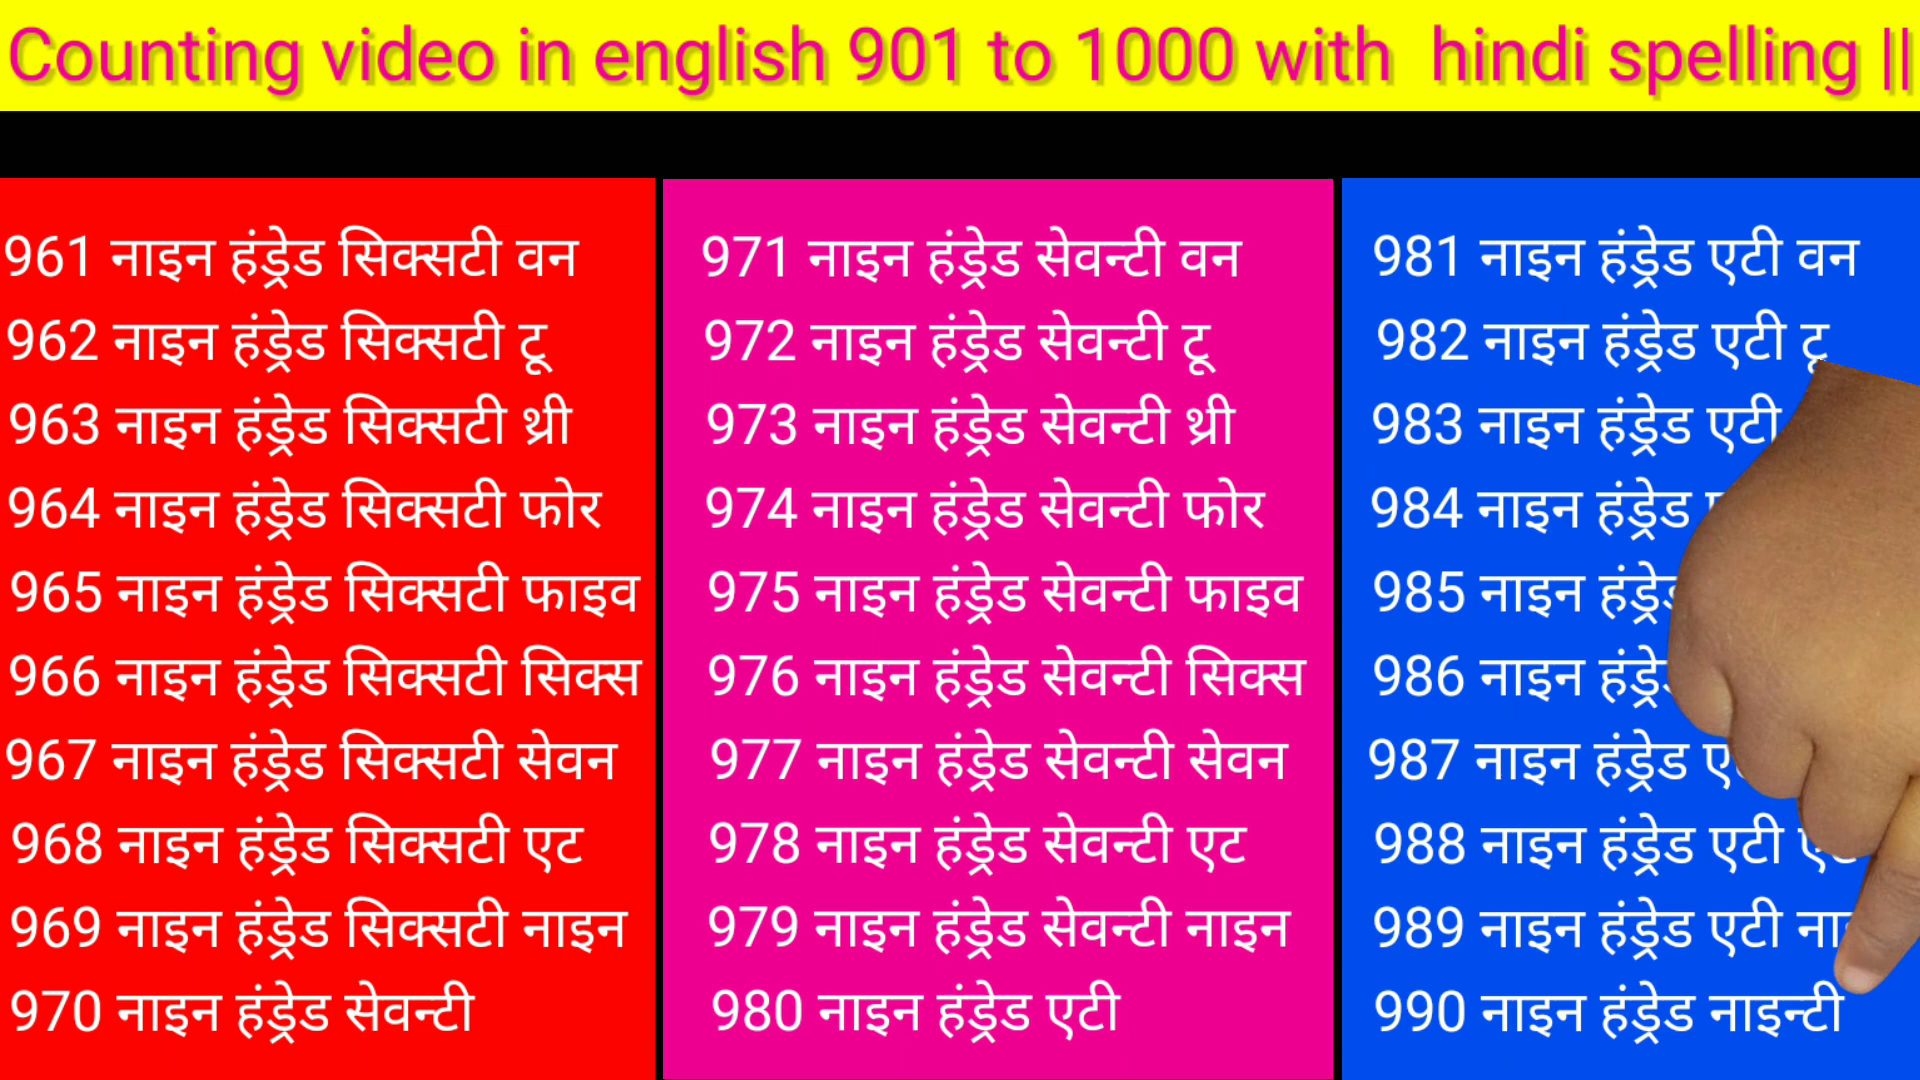 Counting video in english 901 to 1000 with hindi spelling ||
961 नाइन हंड्रेड सिक्सटी वन
962 नाइन हंड्रेड सिक्सटी टू
963 नाइन हंड्रेड सिक्सटी थ्री
964 नाइन हंड्रेड सिक्सटी फोर
965 नाइन हंड्रेड सिक्सटी फाइव
966 नाइन हंड्रेड सिक्सटी सिक्स
967 नाइन हंड्रेड सिक्सटी सेवन
968 नाइन हंड्रेड सिक्सटी एट
969 नाइन हंड्रेड सिक्सटी नाइन
970 नाइन हंड्रेड सेवन्टी
971 नाइन हंड्रेड सेवन्टी वन
972 नाइन हंड्रेड सेवन्टी टू
973 नाइन हंड्रेड सेवन्टी थ्री
974 नाइन हंड्रेड सेवन्टी फोर
975 नाइन हंड्रेड सेवन्टी फाइव
976 नाइन हंड्रेड सेवन्टी सिक्स
977 नाइन हंड्रेड सेवन्टी सेवन
978 नाइन हंड्रेड सेवन्टी एट
979 नाइन हंड्रेड सेवन्टी नाइन
980 नाइन हंड्रेड एटी
981 नाइन हंड्रेड एटी वन
982 नाइन हंड्रेड एटी टू
983 नाइन हंड्रेड एटी
984 नाइन हंड्रेड
985 नाइन
986 नाइन
987 नाइन हंड्रेड
988 नाइन हंड्रेड एटी
989 नाइन हंड्रेड एटी
990 नाइन हंड्रेड नाइन्टी